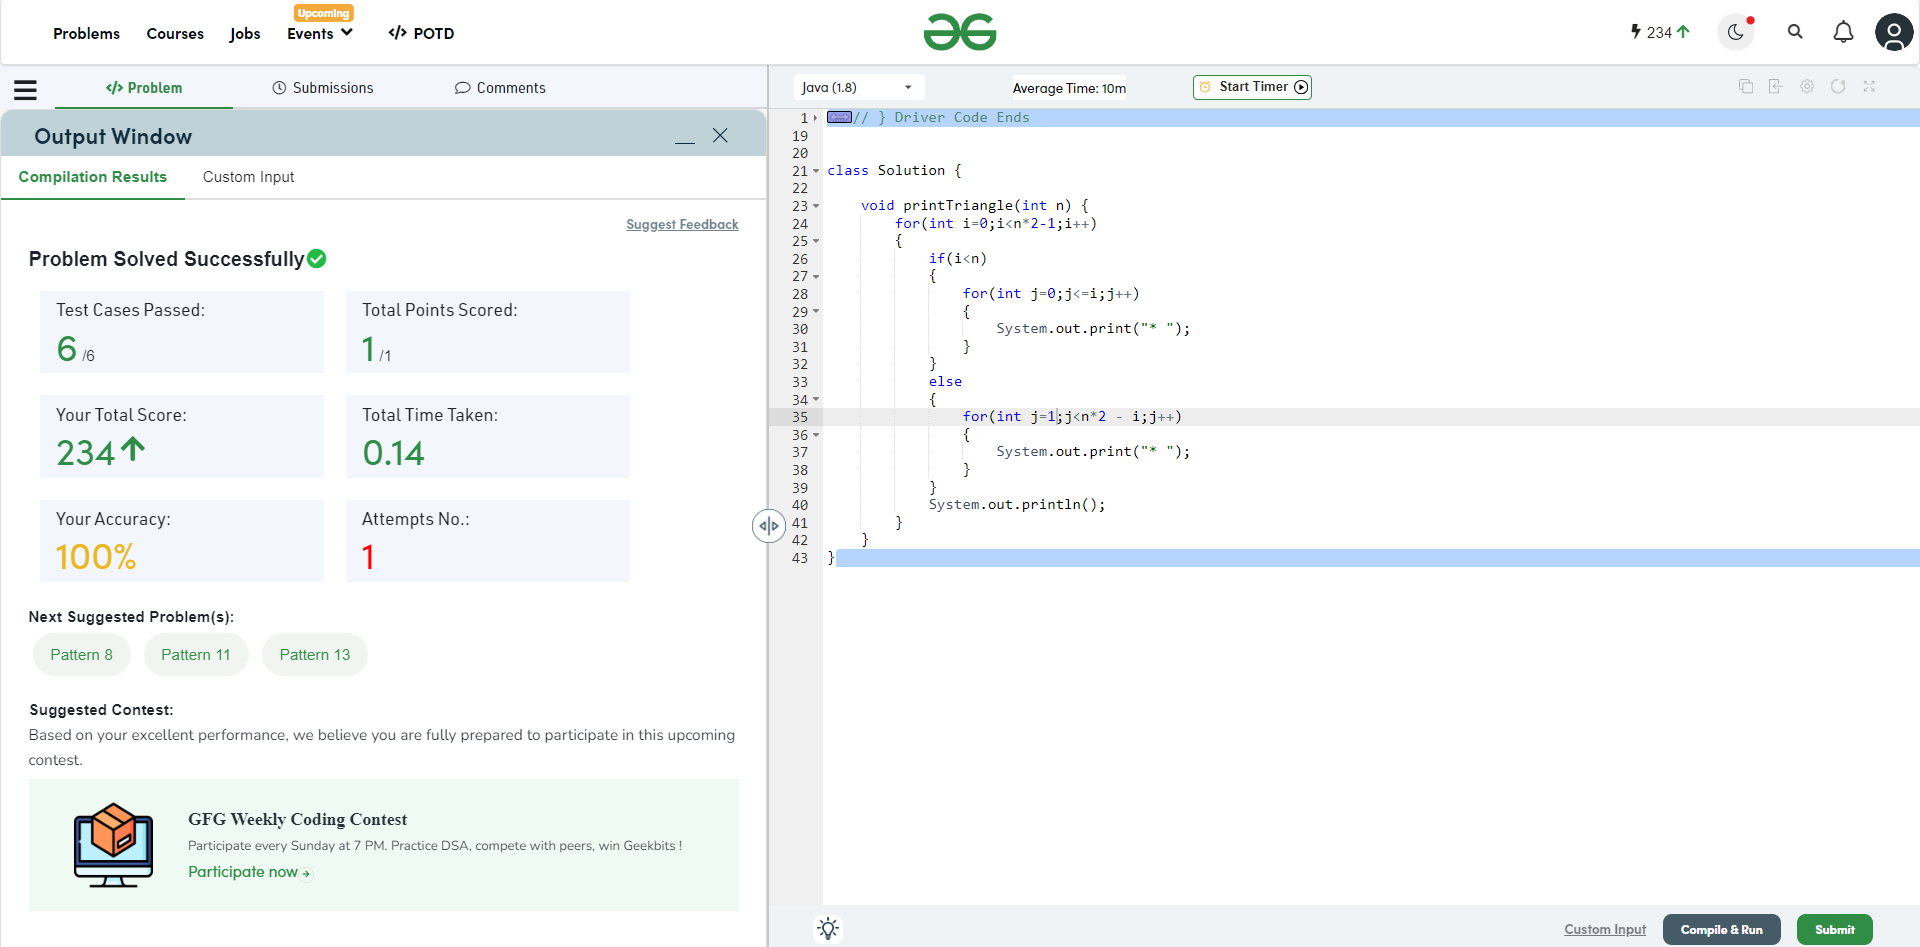 Upcoming
Problems Courses Jobs Events </> POTD
234
</> Problem Submissions Comments
Output Window
Compilation Results Custom Input
Suggest Feedback
Problem Solved Successfully
Test Cases Passed: Total Points Scored:
6 /6 1 /1
Your Total Score: Total Time Taken:
234 0.14
Your Accuracy: Attempts No.:
100% 1
Next Suggested Problem(s):
Pattern 8 Pattern 11 Pattern 13
Suggested Contest:
Based on your excellent performance, we believe you are fully prepared to participate in this upcoming
contest.
GFG Weekly Coding Contest
Participate every Sunday at 7 PM. Practice DSA, compete with peers, win Geekbits !
Participate now
Java (1.8) Average Time: 10m Start Timer
1 // } Driver Code Ends
19
20
21 class Solution {
22
23 void printTriangle(int n) {
24 for(int i=0;i<n*2-1;i++)
25 {
26 if(i<n)
27 {
28 for(int j=0;j<=i;j++)
29 {
30 System.out.print("* ");
31 }
32 }
33 else
34 {
35 for(int j=1;j<n*2 - i;j++)
36 {
37 System.out.print("* ");
38 }
39 }
40 System.out.println();
41 }
42 }
43 }
Custom Input Compile & Run Submit